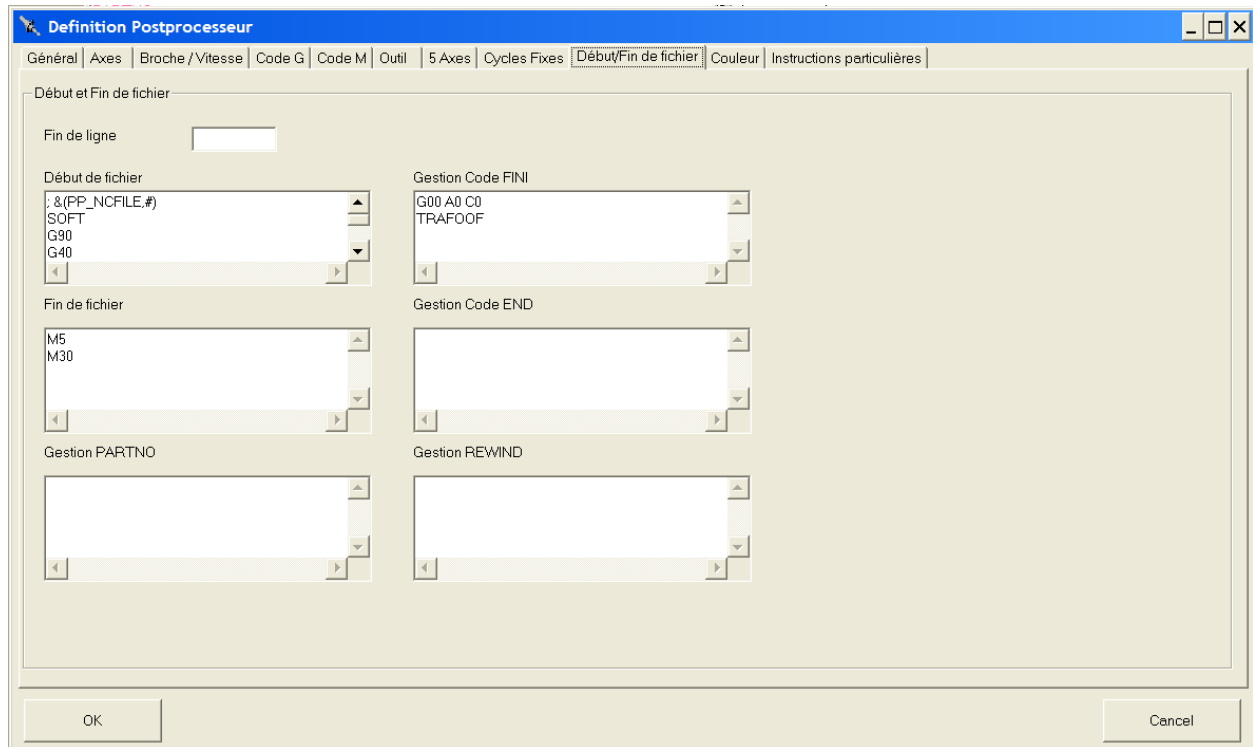 Definition Postprocesseur
Général Axes Broche / Vitesse Code G Code M Outil 5 Axes Cycles Fixes Début/Fin de fichier Couleur Instructions particulières
Début et Fin de fichier
Fin de ligne
Début de fichier Gestion Code FINI
; &(PP_NCFILE,#) G00 A0 C0
SOFT TRAFOOF
G90
G40
Fin de fichier Gestion Code END
M5
M30
Gestion PARTNO Gestion REWIND
OK Cancel